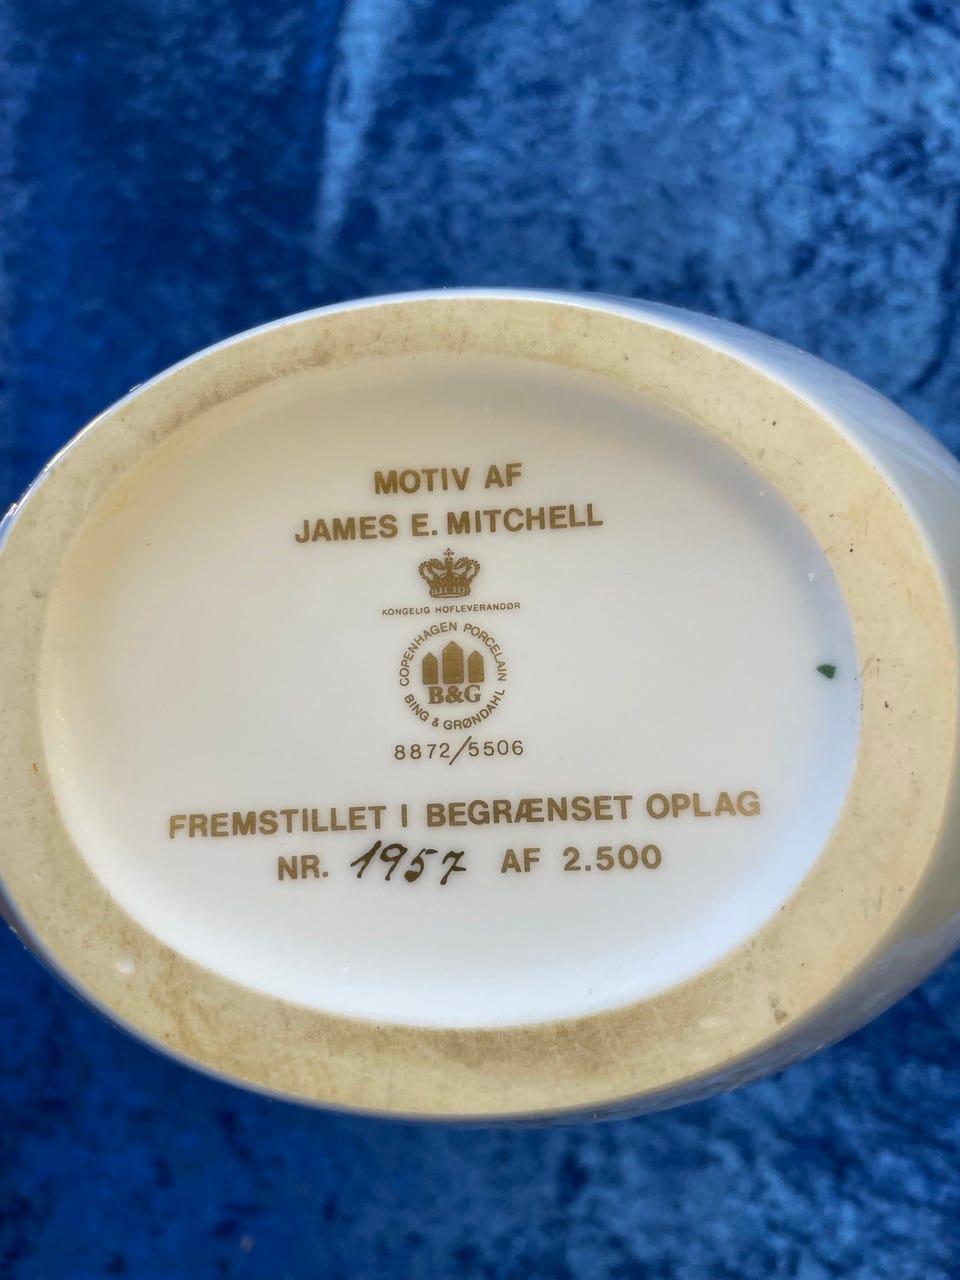 MOTIV AF
JAMES E. MITCHELL
KONGELIG HOFLEVERANDØR
COPENHAGEN PORCELAIN
B&G
BING & GRØNDAHL
8872/5506
FREMSTILLET I BEGRÆNSET OPLAG
NR. 1957 AF 2.500